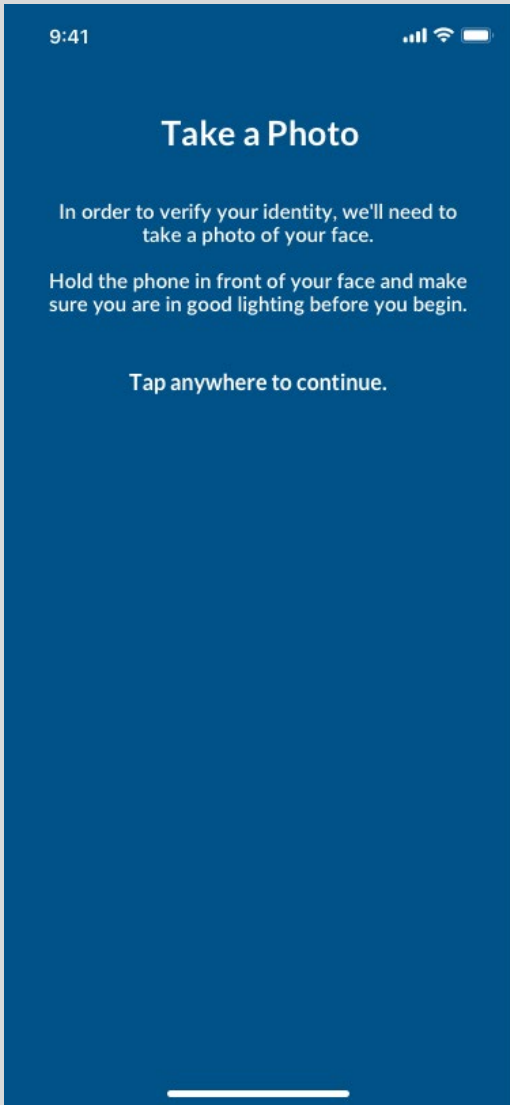 9:41
Take a Photo
In order to verify your identity, we'll need to
take a photo of your face.
Hold the phone in front of your face and make
sure you are in good lighting before you begin.
Tap anywhere to continue.